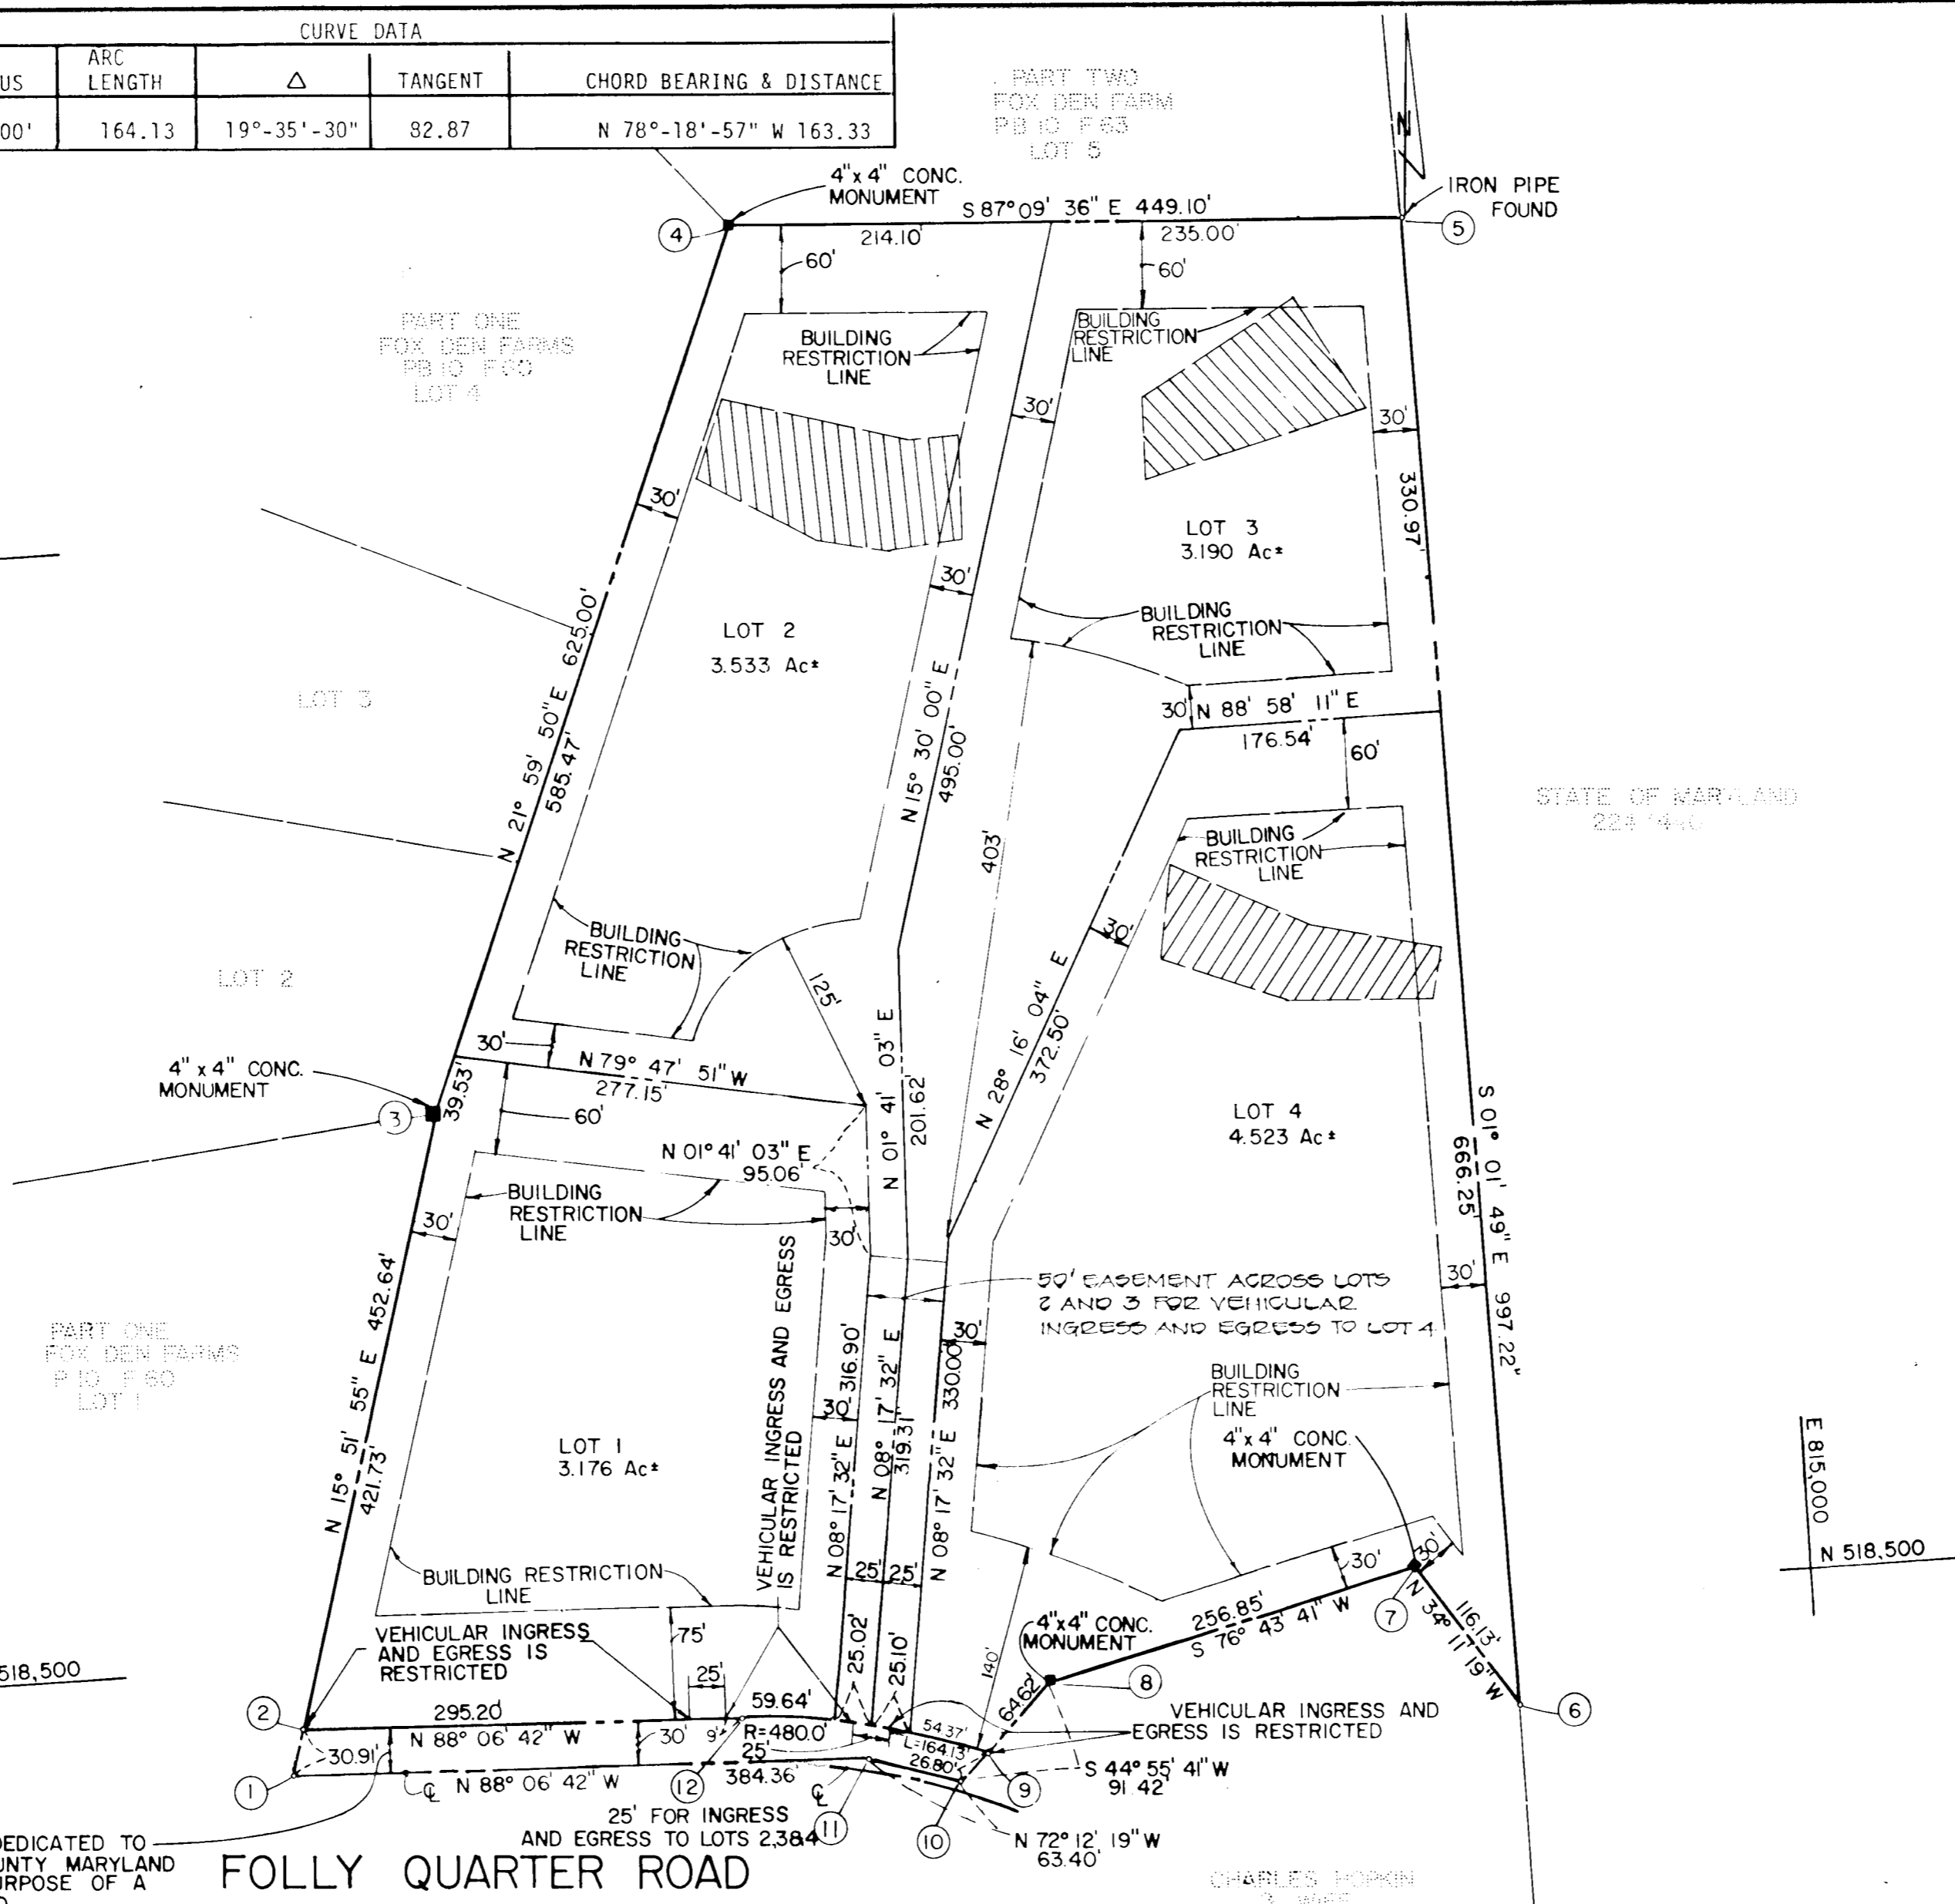 CURVE DATA
US
ARC LENGTH
△
TANGENT
CHORD BEARING & DISTANCE
00'
164.13
19°-35'-30"
82.87
N 78°-18'-57" W 163.33
PART TWO
FOX DEN FARM
PB 10 F 63
LOT 5
N
4"x 4" CONC.
MONUMENT
IRON PIPE
FOUND
S 87° 09' 36" E 449.10'
4
214.10'
235.00'
5
60'
60'
PART ONE
FOX DEN FARMS
PB 10 F 60
LOT 4
BUILDING
RESTRICTION
LINE
BUILDING
RESTRICTION
LINE
30'
30'
30'
330.97'
LOT 3
3.190 Ac±
30'
BUILDING
RESTRICTION
LINE
LOT 2
3.533 Ac±
LOT 3
N 21° 59' 50" E 625.00'
585.47'
N 15° 30' 00" E
495.00'
30'
N 88' 58' 11" E
176.54'
60'
403'
STATE OF MARYLAND
BUILDING
RESTRICTION
LINE
30'
BUILDING
RESTRICTION
LINE
LOT 2
125'
N 28° 16' 04" E
372.50'
30'
N 79° 47' 51" W
277.15'
N 01° 41' 03" E
201.62'
4" x 4" CONC.
MONUMENT
3
39.53'
60'
LOT 4
4.523 Ac±
S 01° 01' 49" E 997.22"
666.25'
N 01° 41' 03" E
95.06'
BUILDING
RESTRICTION
LINE
30'
30'
VEHICULAR INGRESS AND EGRESS
IS RESTRICTED
50' EASEMENT ACROSS LOTS
2 AND 3 FOR VEHICULAR
INGRESS AND EGRESS TO LOT 4
30'
30'
PART ONE
FOX DEN FARMS
P 10 F 60
LOT 1
N 15° 51' 55" E 452.64'
421.73'
LOT 1
3.176 Ac±
30'
N 08° 17' 32" E 316.90'
N 08° 17' 32" E
319.31'
N 08° 17' 32" E 330.00'
BUILDING
RESTRICTION
LINE
4"x 4" CONC.
MONUMENT
E 815,000
N 518,500
BUILDING RESTRICTION
LINE
25'
25'
30'
30'
7
256.85'
S 76° 43' 41" W
116.13'
N 34° 17' 19" W
4"x4" CONC.
MONUMENT
VEHICULAR INGRESS
AND EGRESS IS
RESTRICTED
75'
25'
25.02'
25.10'
140'
64.62'
8
518,500
2
295.20'
N 88° 06' 42" W
59.64'
30'
9'
R=480.0'
25'
54.37'
L=164.13'
26.80'
VEHICULAR INGRESS AND
EGRESS IS RESTRICTED
6
30.91'
1
℄ N 88° 06' 42" W
12
384.36'
℄
9
S 44° 55' 41" W
91.42'
25' FOR INGRESS
AND EGRESS TO LOTS 2,3&4
11
10
N 72° 12' 19" W
63.40'
DEDICATED TO
UNTY MARYLAND
URPOSE OF A
FOLLY QUARTER ROAD
CHARLES HOPKIN